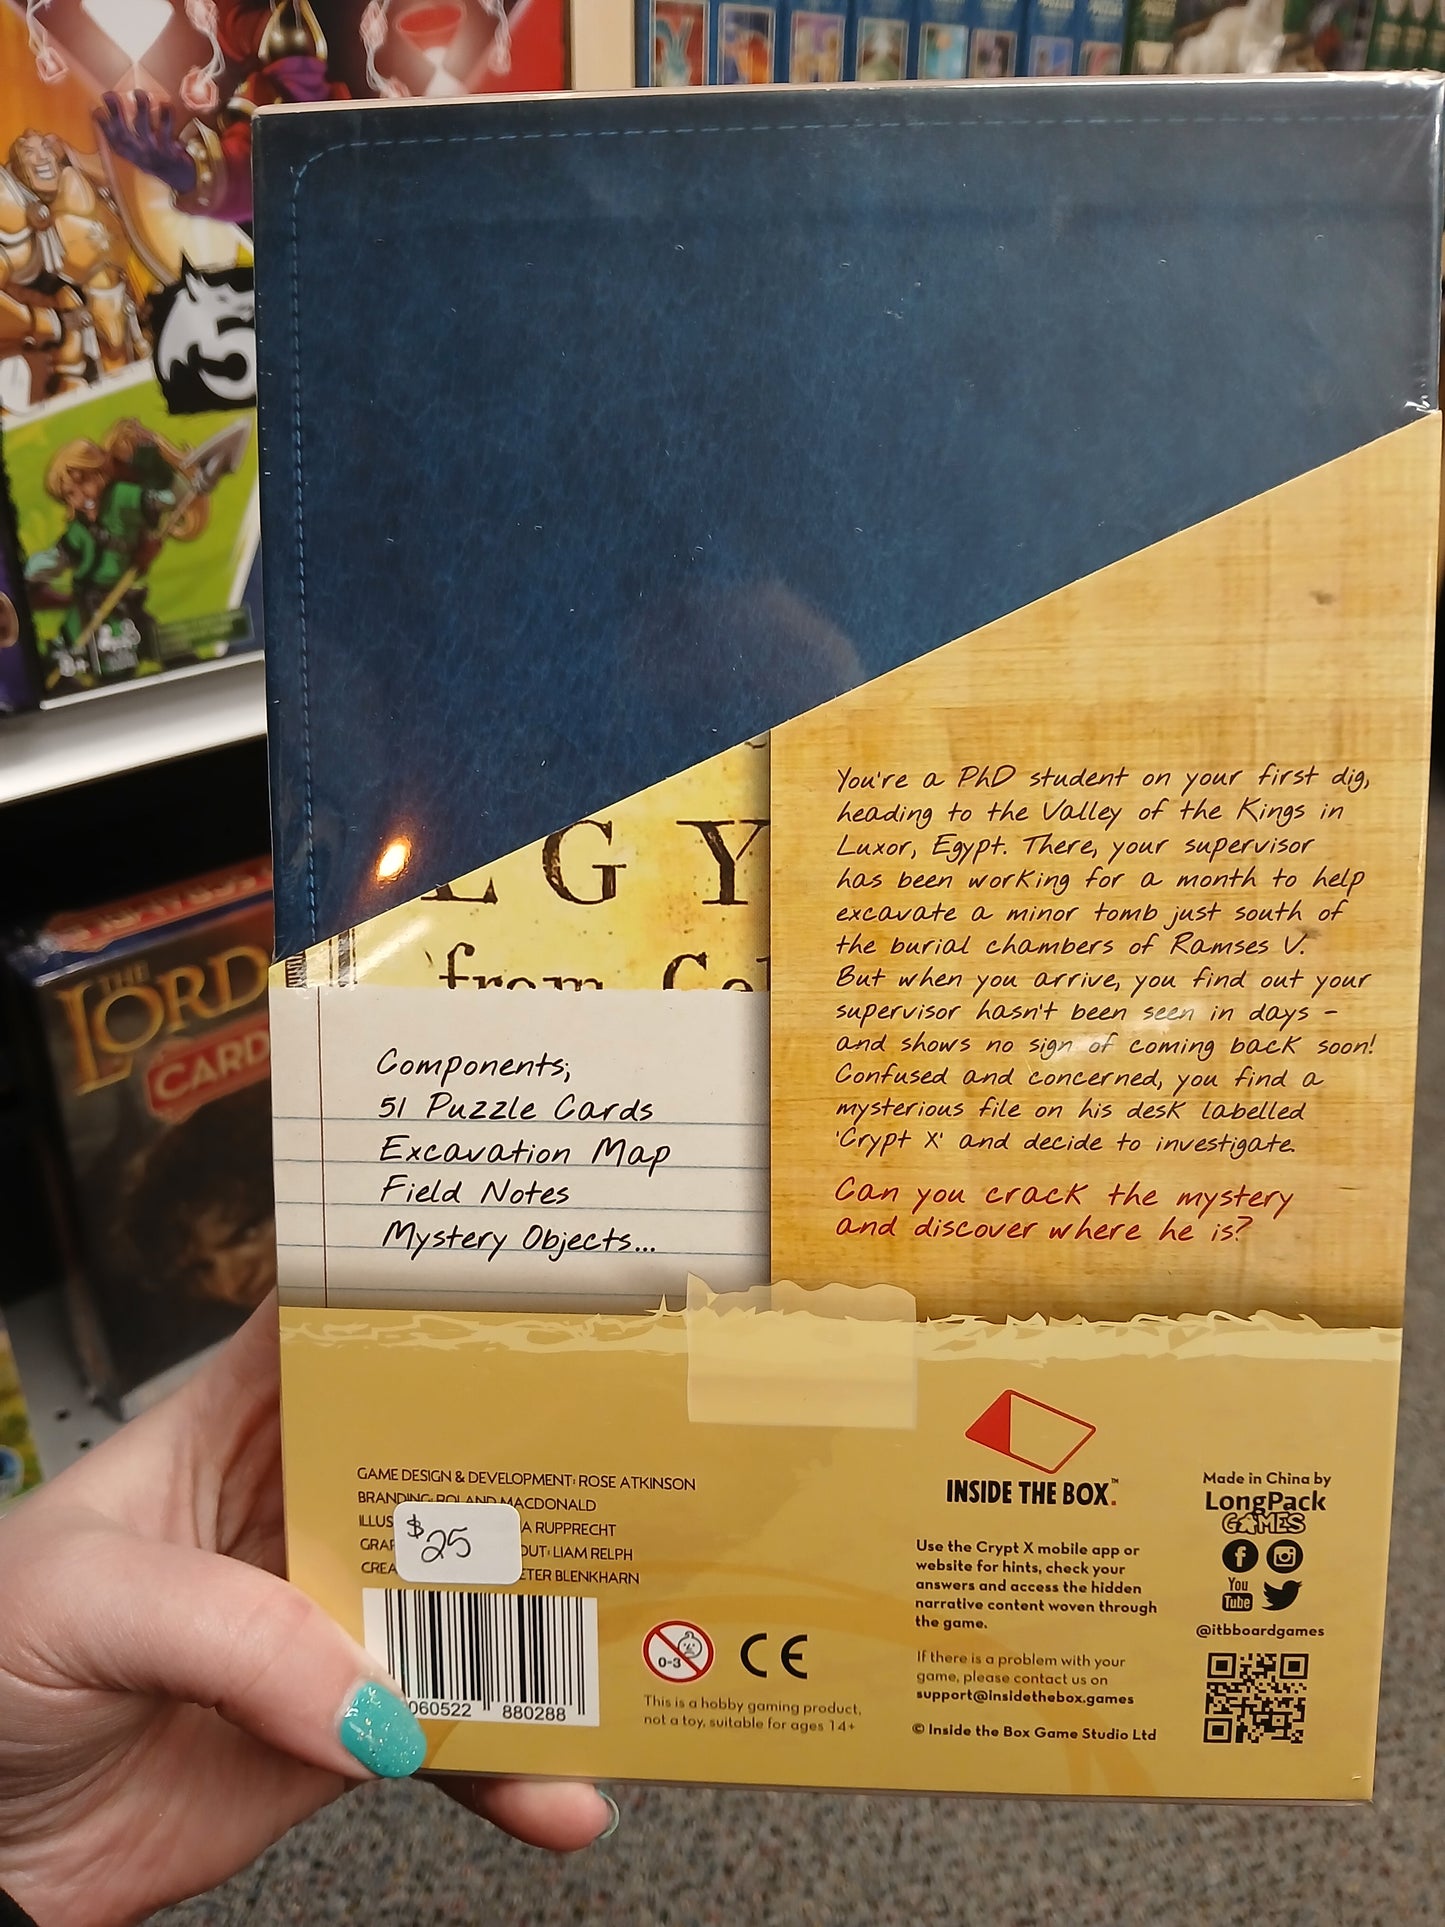 5
THE
LORD
CARD
EGY
'from
You're a PhD student on your first dig,
heading to the Valley of the Kings in
Luxor, Egypt. There, your supervisor
has been working for a month to help
excavate a minor tomb just south of
the burial chambers of Ramses V.
But when you arrive, you find out your
supervisor hasn't been seen in days -
and shows no sign of coming back soon!
Confused and concerned, you find a
mysterious file on his desk labelled
'Crypt X' and decide to investigate.
Can you crack the mystery
and discover where he is?
Components;
51 Puzzle Cards
Excavation Map
Field Notes
Mystery Objects...
GAME DESIGN & DEVELOPMENT: ROSE ATKINSON
BRANDING: ROLAND MACDONALD
ILLUS A RUPPRECHT
GRAP OUT: LIAM RELPH
CREA ETER BLENKHARN
$25
060522 880288
0-3
CE
This is a hobby gaming product,
not a toy, suitable for ages 14+
INSIDE THE BOX.™
Use the Crypt X mobile app or
website for hints, check your
answers and access the hidden
narrative content woven through
the game.
If there is a problem with your
game, please contact us on
support@insidethebox.games
© Inside the Box Game Studio Ltd
Made in China by
LongPack
GAMES
You
Tube
@itbboardgames